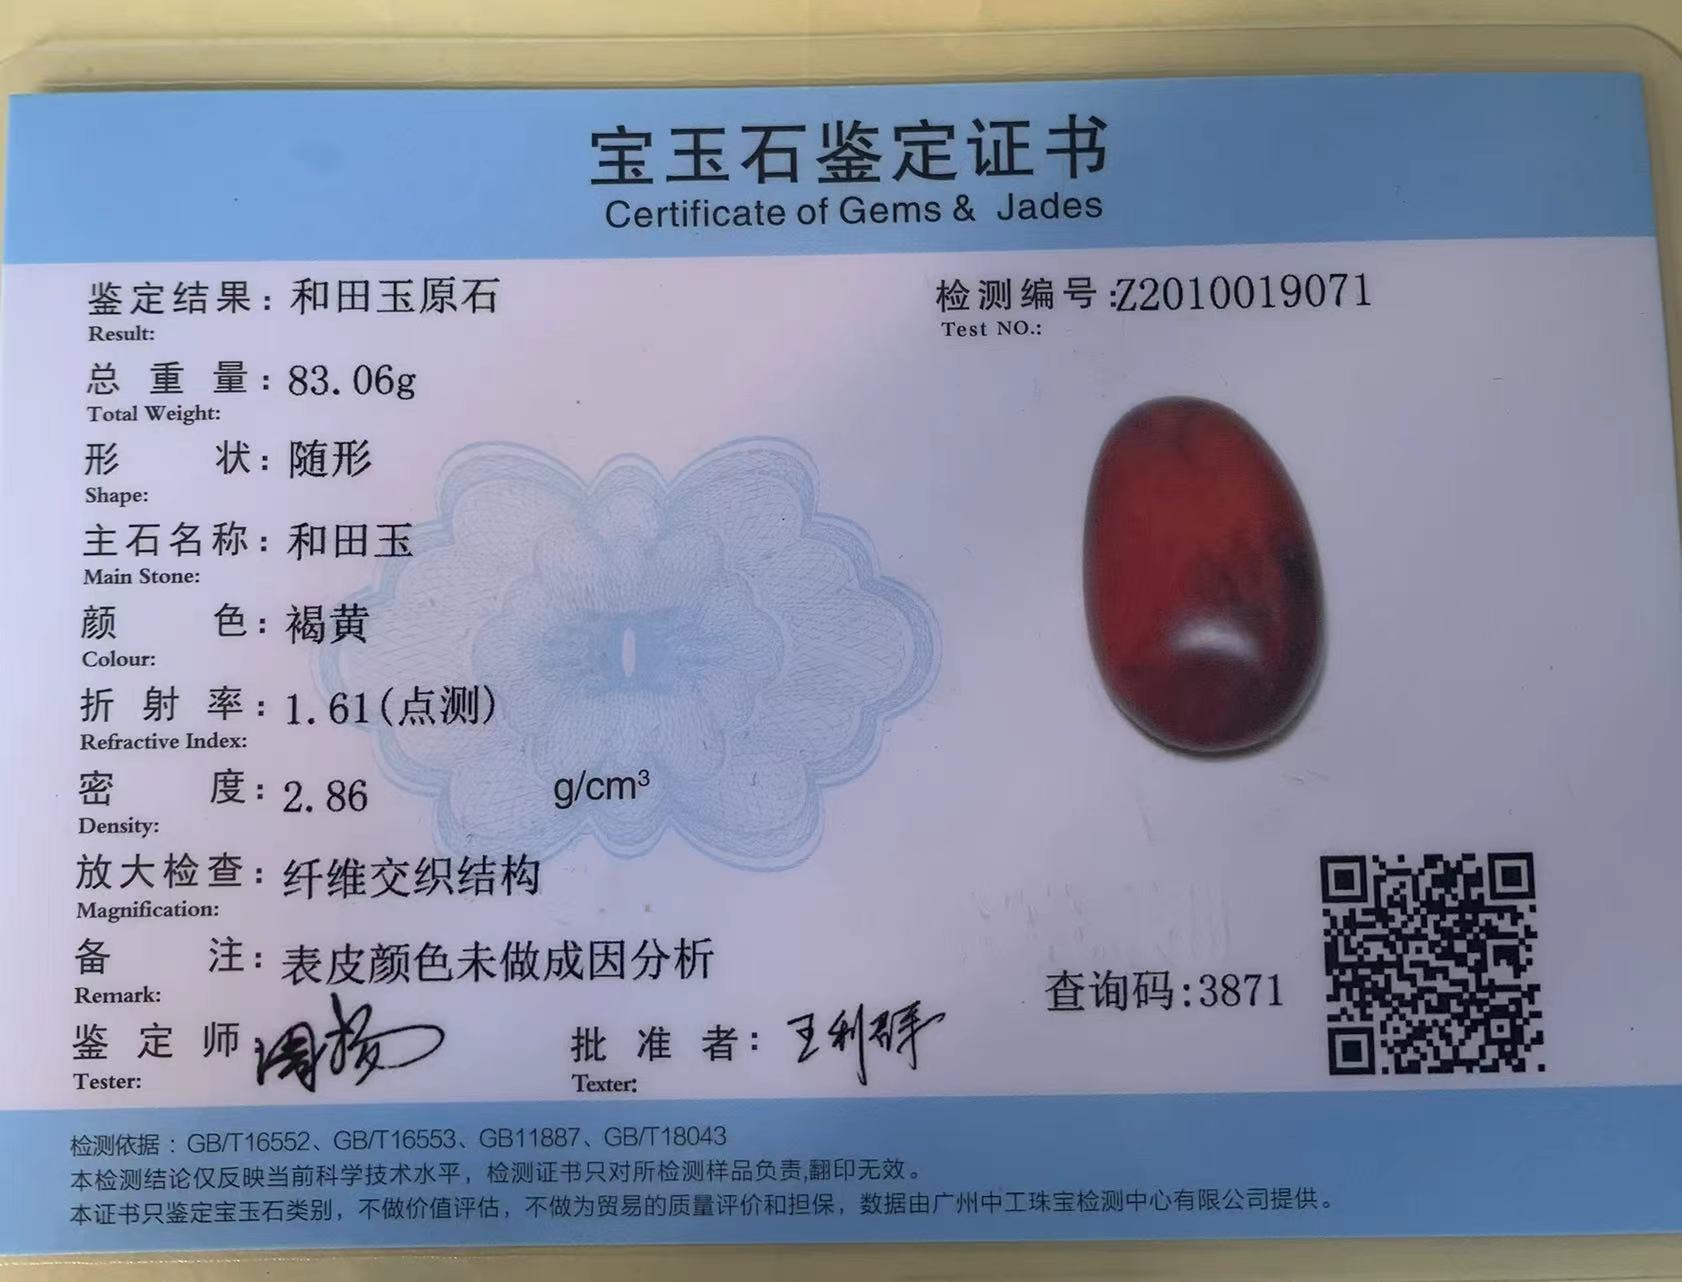 宝玉石鉴定证书
Certificate of Gems & Jades
鉴定结果：和田玉原石
Result:
检测编号:Z2010019071
Test NO.:
总重量：83.06g
Total Weight:
形状：随形
Shape:
主石名称：和田玉
Main Stone:
颜色：褐黄
Colour:
折射率：1.61(点测)
Refractive Index:
密度：2.86 g/cm³
Density:
放大检查：纤维交织结构
Magnification:
备注：表皮颜色未做成因分析
Remark:
查询码:3871
鉴定师：周扬
Tester:
批准者：王利群
Texter:
检测依据：GB/T16552、GB/T16553、GB11887、GB/T18043
本检测结论仅反映当前科学技术水平，检测证书只对所检测样品负责,翻印无效。
本证书只鉴定宝玉石类别，不做价值评估，不做为贸易的质量评价和担保，数据由广州中工珠宝检测中心有限公司提供。